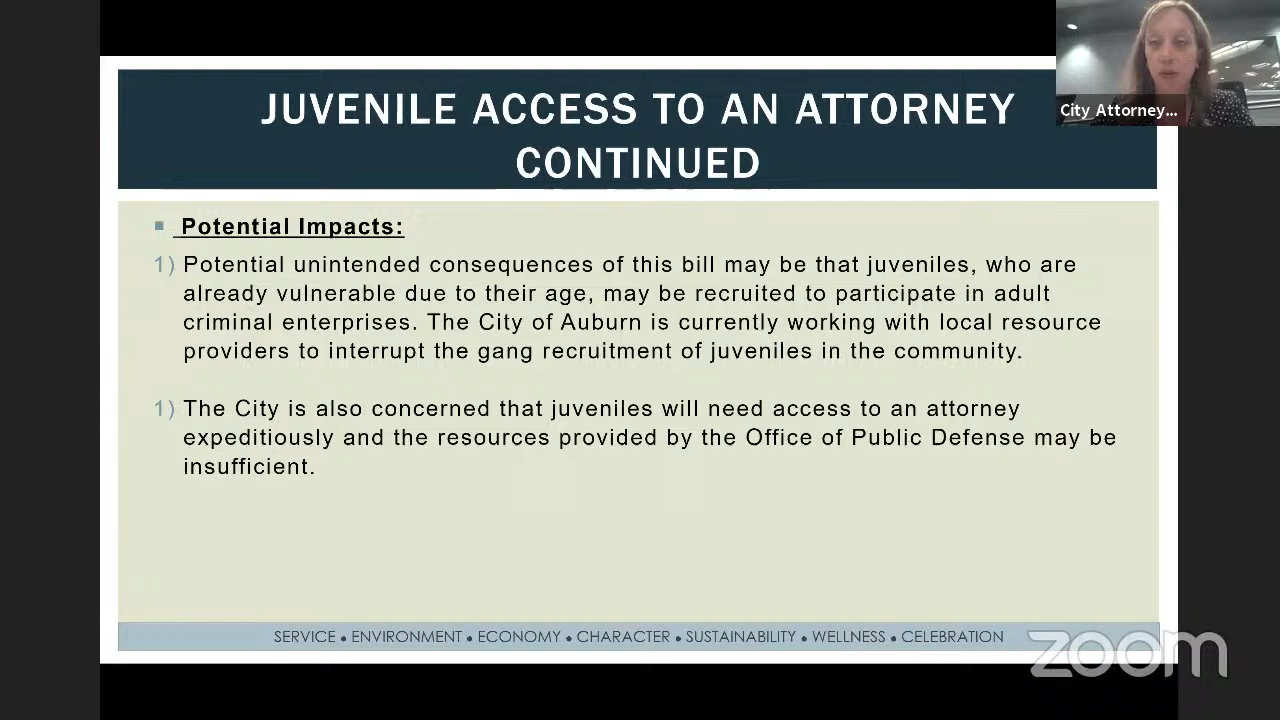 JUVENILE ACCESS TO AN ATTORNEY
CONTINUED
City Attorney...
Potential Impacts:
1) Potential unintended consequences of this bill may be that juveniles, who are
already vulnerable due to their age, may be recruited to participate in adult
criminal enterprises. The City of Auburn is currently working with local resource
providers to interrupt the gang recruitment of juveniles in the community.
1) The City is also concerned that juveniles will need access to an attorney
expeditiously and the resources provided by the Office of Public Defense may be
insufficient.
SERVICE • ENVIRONMENT • ECONOMY • CHARACTER • SUSTAINABILITY • WELLNESS • CELEBRATION
zoom